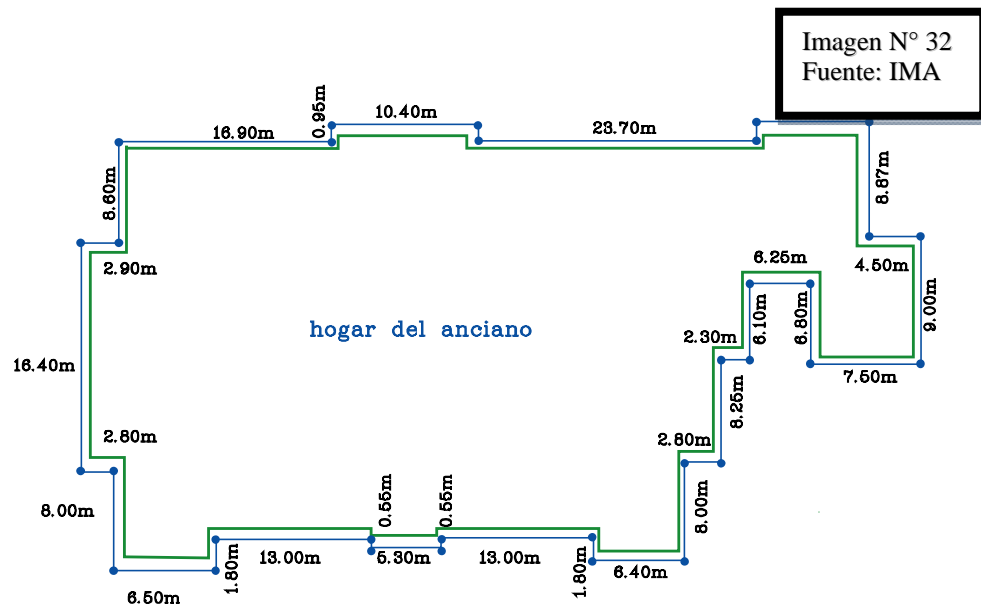 Imagen N° 32
Fuente: IMA
0.95m
10.40m
16.90m
23.70m
8.60m
8.87m
2.90m
6.25m
4.50m
6.10m
6.80m
9.00m
hogar del anciano
2.30m
16.40m
7.50m
8.25m
2.80m
2.80m
8.00m
0.55m
0.55m
8.00m
1.80m
13.00m
5.30m
13.00m
1.80m
6.40m
6.50m